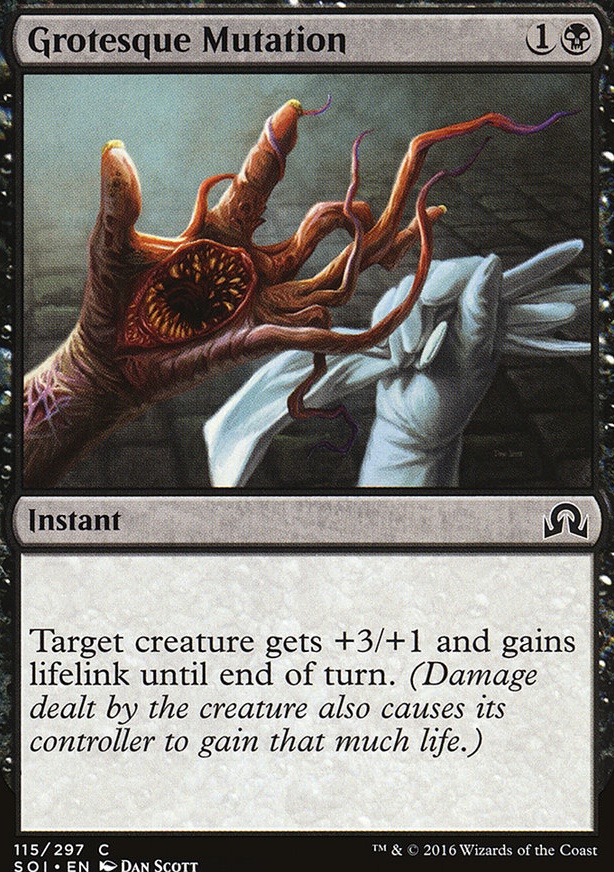 Grotesque Mutation 1
Instant
Target creature gets +3/+1 and gains
lifelink until end of turn. (Damage
dealt by the creature also causes its
controller to gain that much life.)
115/297 C
SOI • EN Dan Scott
™ & © 2016 Wizards of the Coast